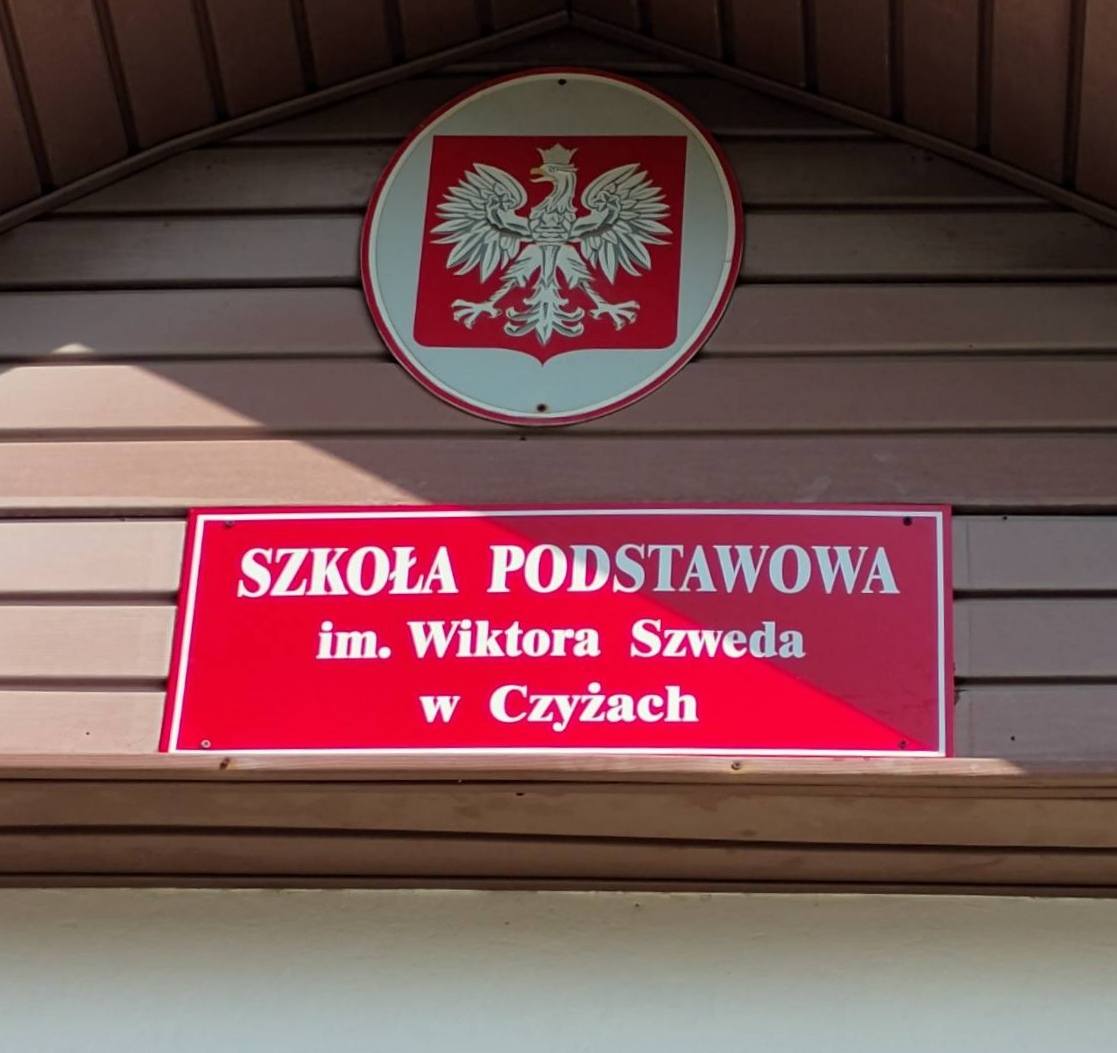 SZKOŁA PODSTAWOWA
im. Wiktora Szweda
w Czyżach